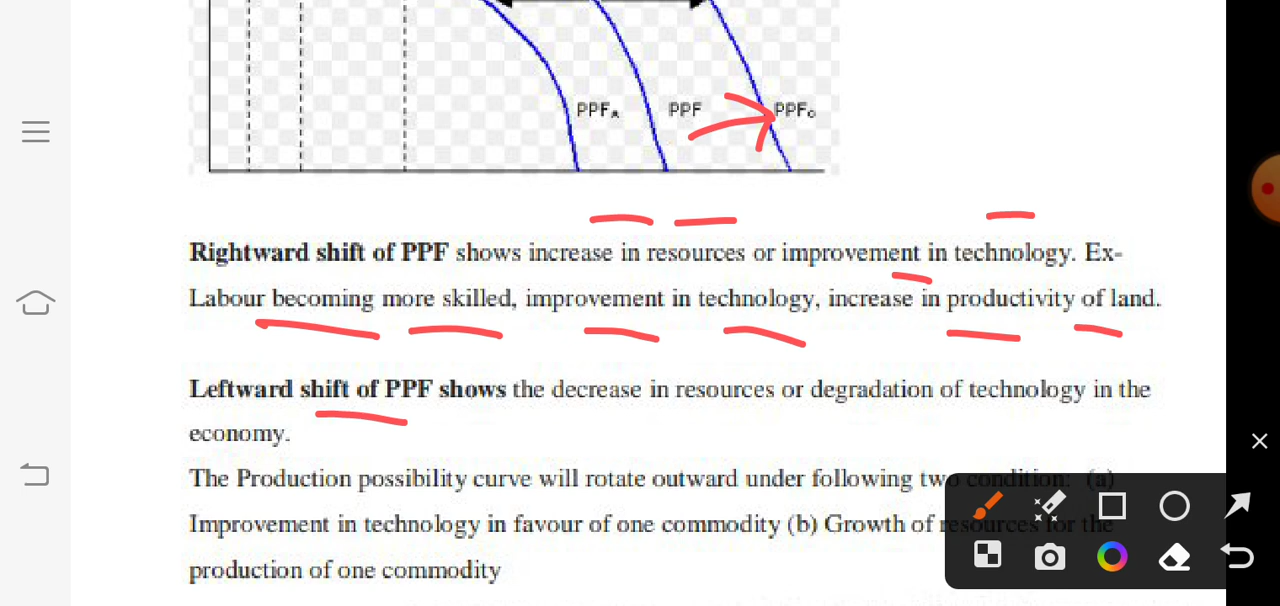 PPFA PPF PPFO
Rightward shift of PPF shows increase in resources or improvement in technology. Ex-
Labour becoming more skilled, improvement in technology, increase in productivity of land.
Leftward shift of PPF shows the decrease in resources or degradation of technology in the
economy.
The Production possibility curve will rotate outward under following two condition: (a)
Improvement in technology in favour of one commodity (b) Growth of resources for the
production of one commodity